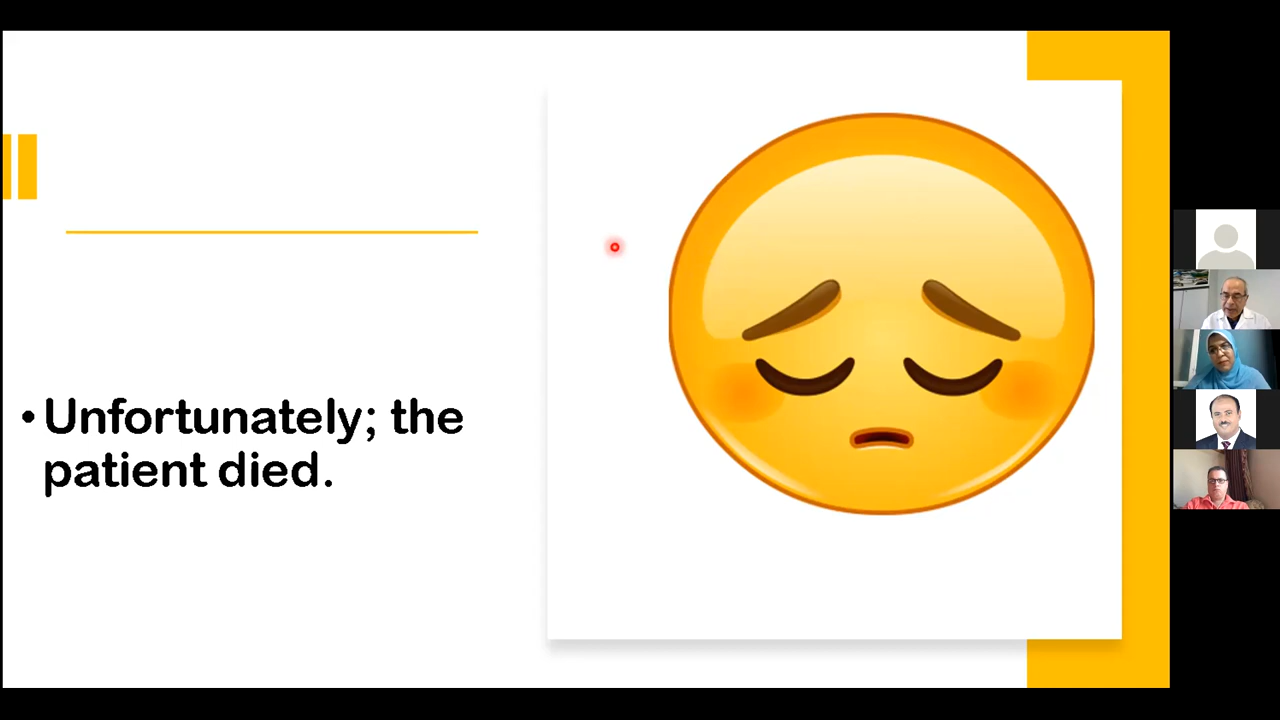 • Unfortunately; the
patient died.